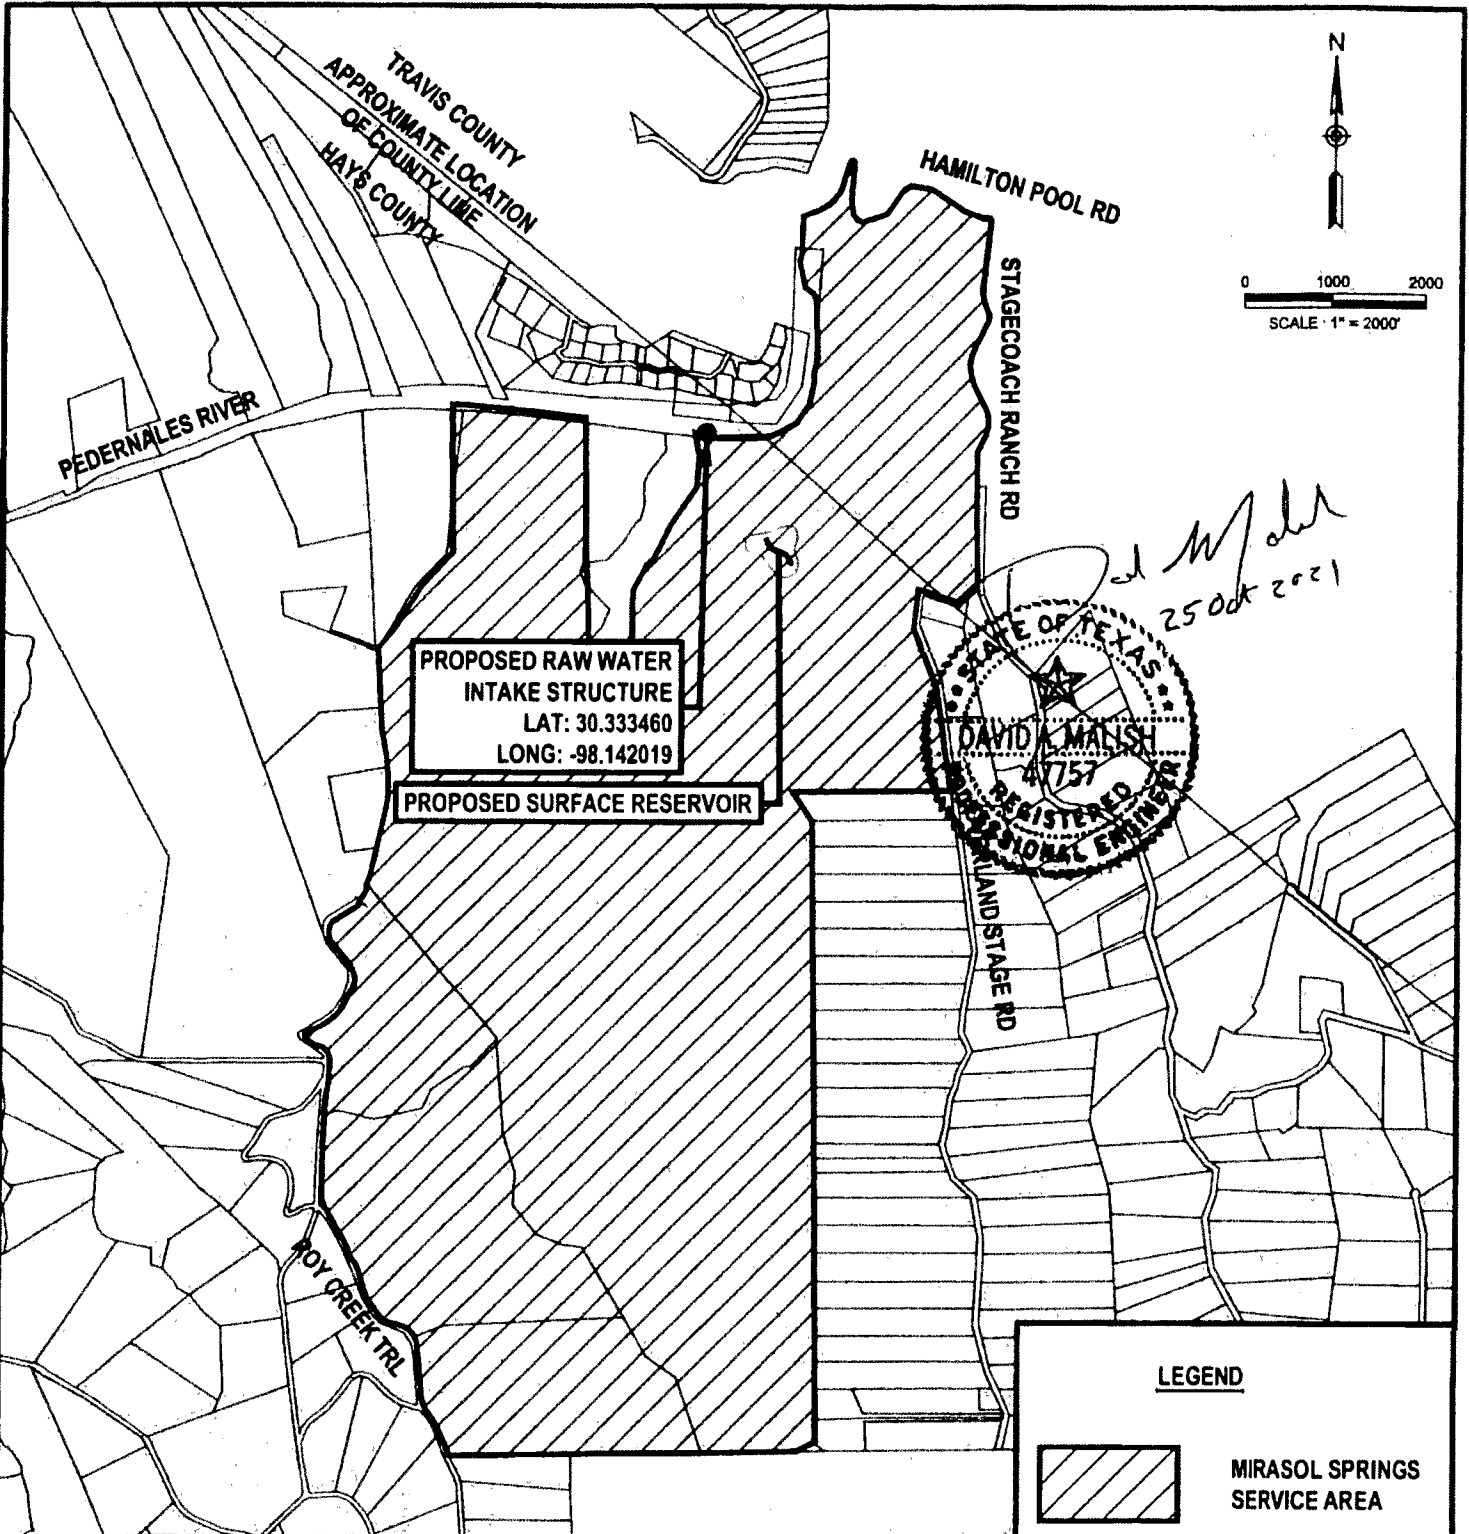 TRAVIS COUNTY
APPROXIMATE LOCATION
OF COUNTY LINE
HAYS COUNTY
HAMILTON POOL RD
N
0 1000 2000
SCALE : 1" = 2000'
STAGECOACH RANCH RD
PEDERNALES RIVER
25 Oct 2021
STATE OF TEXAS
DAVID A. MALISH
47757
REGISTERED
PROFESSIONAL ENGINEER
PROPOSED RAW WATER
INTAKE STRUCTURE
LAT: 30.333460
LONG: -98.142019
PROPOSED SURFACE RESERVOIR
STAGE RD
ROY CREEK TRL
LEGEND
MIRASOL SPRINGS
SERVICE AREA